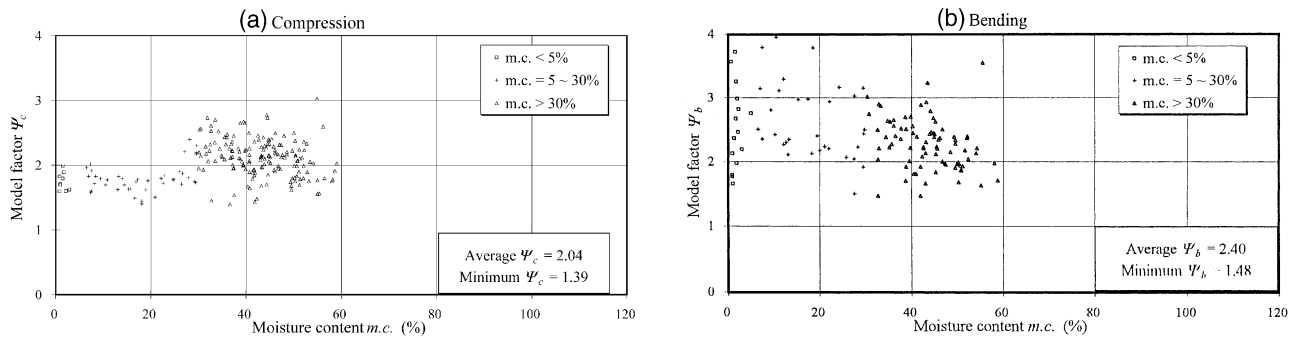 (a) Compression
4
3
2
1
0
0 20 40 60 80 100 120
Model factor Ψc
Moisture content m.c. (%)
m.c. < 5%
m.c. = 5 ~ 30%
m.c. > 30%
Average Ψc = 2.04
Minimum Ψc = 1.39
(b) Bending
4
3
2
1
0
0 20 40 60 80 100 120
Model factor Ψb
Moisture content m.c. (%)
m.c. < 5%
m.c. = 5 ~ 30%
m.c. > 30%
Average Ψb = 2.40
Minimum Ψb - 1.48